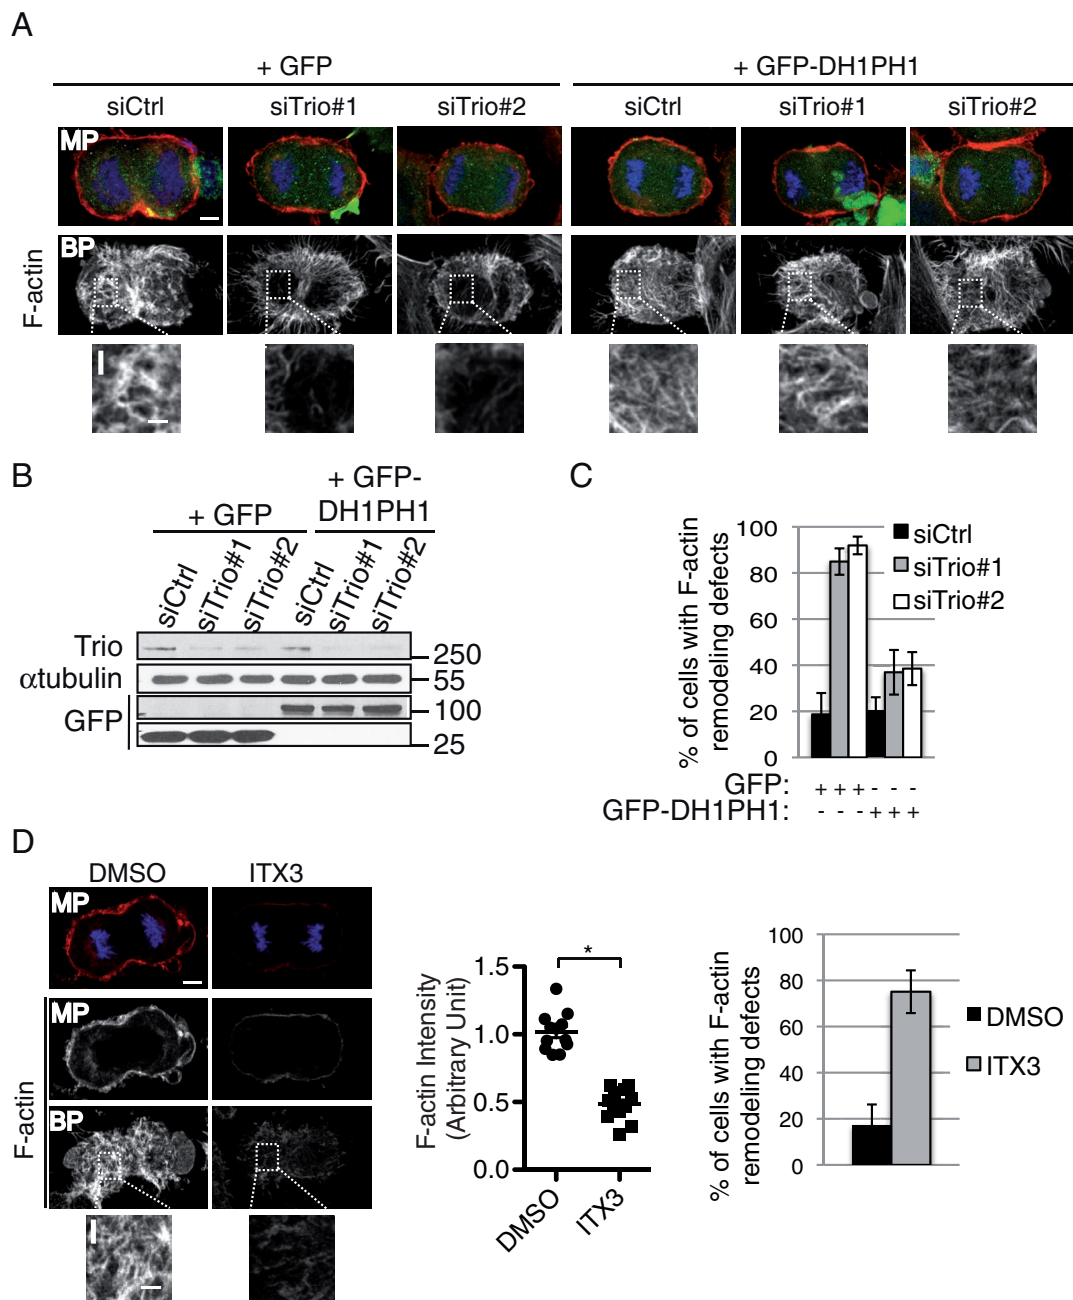 A
+ GFP
+ GFP-DH1PH1
siCtrl siTrio#1 siTrio#2 siCtrl siTrio#1 siTrio#2
MP
BP
F-actin
I
B
+ GFP
+ GFP-
DH1PH1
siCtrl siTrio#1 siTrio#2 siCtrl siTrio#1 siTrio#2
Trio 250
αtubulin 55
GFP 100
25
C
% of cells with F-actin
remodeling defects
100
80
60
40
20
0
siCtrl
siTrio#1
siTrio#2
GFP: + + + - - -
GFP-DH1PH1: - - - + + +
D
DMSO ITX3
MP
MP
BP
F-actin
I
F-actin Intensity
(Arbitrary Unit)
1.5
1.0
0.5
0.0
*
DMSO ITX3
% of cells with F-actin
remodeling defects
100
80
60
40
20
0
DMSO
ITX3